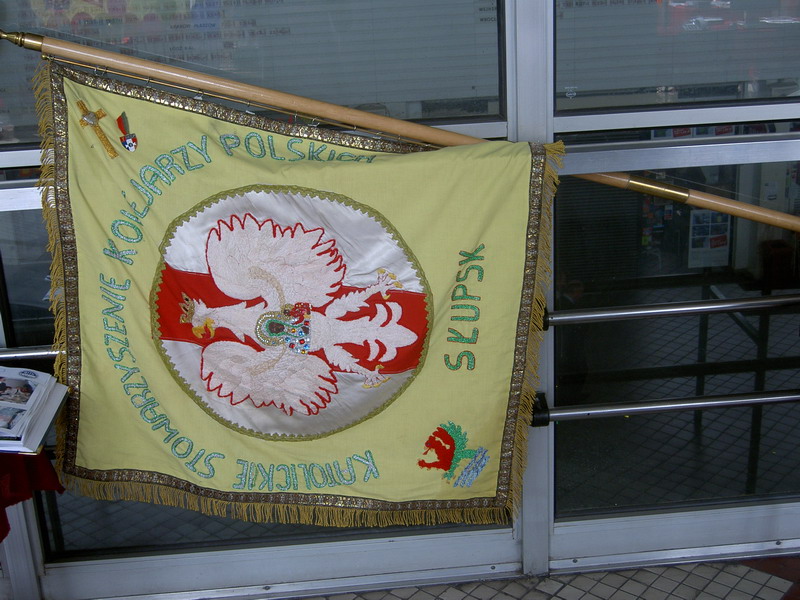 KATOLICKIE STOWARZYSZENIE KOLEJARZY POLSKICH
SŁUPSK